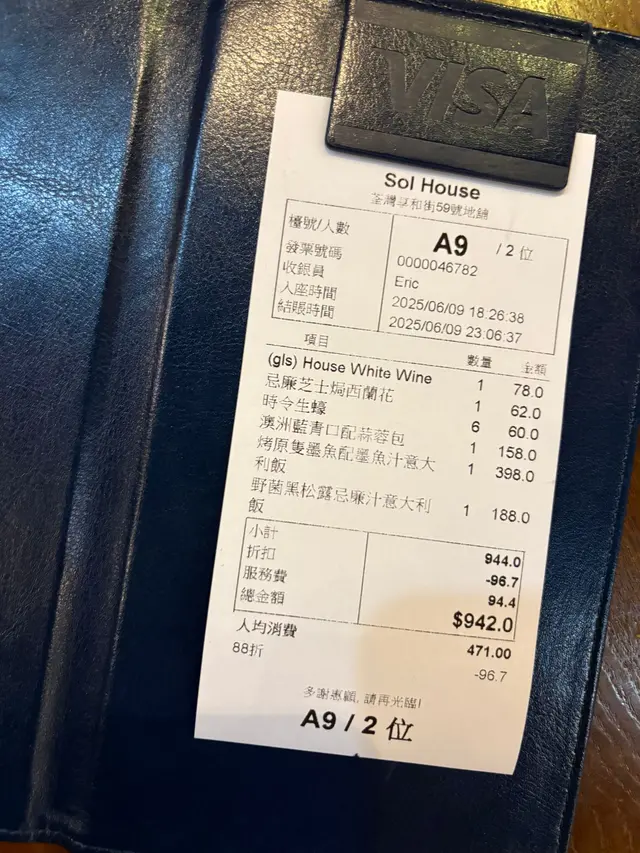 VISA
Sol House
荃灣享和街59號地舖
檯號/人數 A9 / 2 位
發票號碼 0000046782
收銀員 Eric
入座時間 2025/06/09 18:26:38
結賬時間 2025/06/09 23:06:37
項目 數量 金額
(gls) House White Wine 1 78.0
忌廉芝士焗西蘭花 1 62.0
時令生蠔 6 60.0
澳洲藍青口配蒜蓉包 1 158.0
烤原隻墨魚配墨魚汁意大 1 398.0
利飯
野菌黑松露忌廉汁意大利 1 188.0
飯
小計 944.0
折扣 -96.7
服務費 94.4
總金額 $942.0
人均消費 471.00
88折 -96.7
多謝惠顧, 請再光臨!
A9 / 2 位